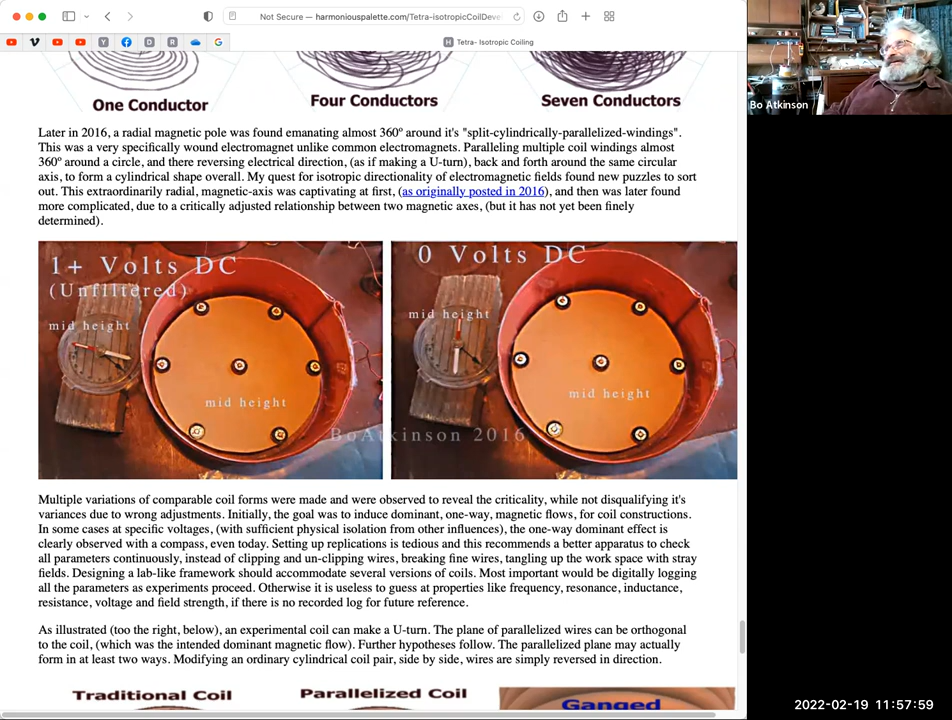 Not Secure — harmoniouspalette.com/Tetra-isotropicCoilDeve
Tetra- Isotropic Coiling
Bo Atkinson
One Conductor
Four Conductors
Seven Conductors
Later in 2016, a radial magnetic pole was found emanating almost 360º around it's "split-cylindrically-parallelized-windings".
This was a very specifically wound electromagnet unlike common electromagnets. Paralleling multiple coil windings almost
360º around a circle, and there reversing electrical direction, (as if making a U-turn), back and forth around the same circular
axis, to form a cylindrical shape overall. My quest for isotropic directionality of electromagnetic fields found new puzzles to sort
out. This extraordinarily radial, magnetic-axis was captivating at first, (as originally posted in 2016), and then was later found
more complicated, due to a critically adjusted relationship between two magnetic axes, (but it has not yet been finely
determined).
1+ Volts DC
(Unfiltered)
mid height
mid height
0 Volts DC
mid height
mid height
BoAtkinson 2016
Multiple variations of comparable coil forms were made and were observed to reveal the criticality, while not disqualifying it's
variances due to wrong adjustments. Initially, the goal was to induce dominant, one-way, magnetic flows, for coil constructions.
In some cases at specific voltages, (with sufficient physical isolation from other influences), the one-way dominant effect is
clearly observed with a compass, even today. Setting up replications is tedious and this recommends a better apparatus to check
all parameters continuously, instead of clipping and un-clipping wires, breaking fine wires, tangling up the work space with stray
fields. Designing a lab-like framework should accommodate several versions of coils. Most important would be digitally logging
all the parameters as experiments proceed. Otherwise it is useless to guess at properties like frequency, resonance, inductance,
resistance, voltage and field strength, if there is no recorded log for future reference.
As illustrated (too the right, below), an experimental coil can make a U-turn. The plane of parallelized wires can be orthogonal
to the coil, (which was the intended dominant magnetic flow). Further hypotheses follow. The parallelized plane may actually
form in at least two ways. Modifying an ordinary cylindrical coil pair, side by side, wires are simply reversed in direction.
Traditional Coil
Parallelized Coil
Ganged
2022-02-19 11:57:59